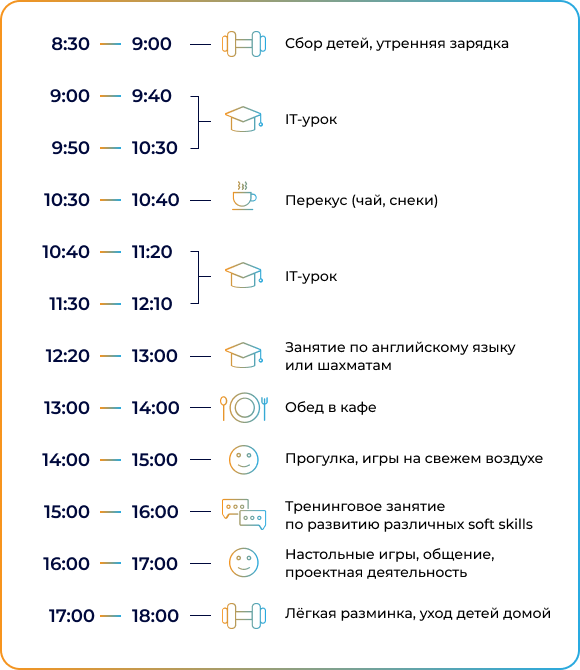 8:30 — 9:00 — Сбор детей, утренняя зарядка
9:00 — 9:40
IT-урок
9:50 — 10:30
10:30 — 10:40 — Перекус (чай, снеки)
10:40 — 11:20
IT-урок
11:30 — 12:10
12:20 — 13:00 — Занятие по английскому языку
или шахматам
13:00 — 14:00 — Обед в кафе
14:00 — 15:00 — Прогулка, игры на свежем воздухе
15:00 — 16:00 — Тренинговое занятие
по развитию различных soft skills
16:00 — 17:00 — Настольные игры, общение,
проектная деятельность
17:00 — 18:00 — Лёгкая разминка, уход детей домой